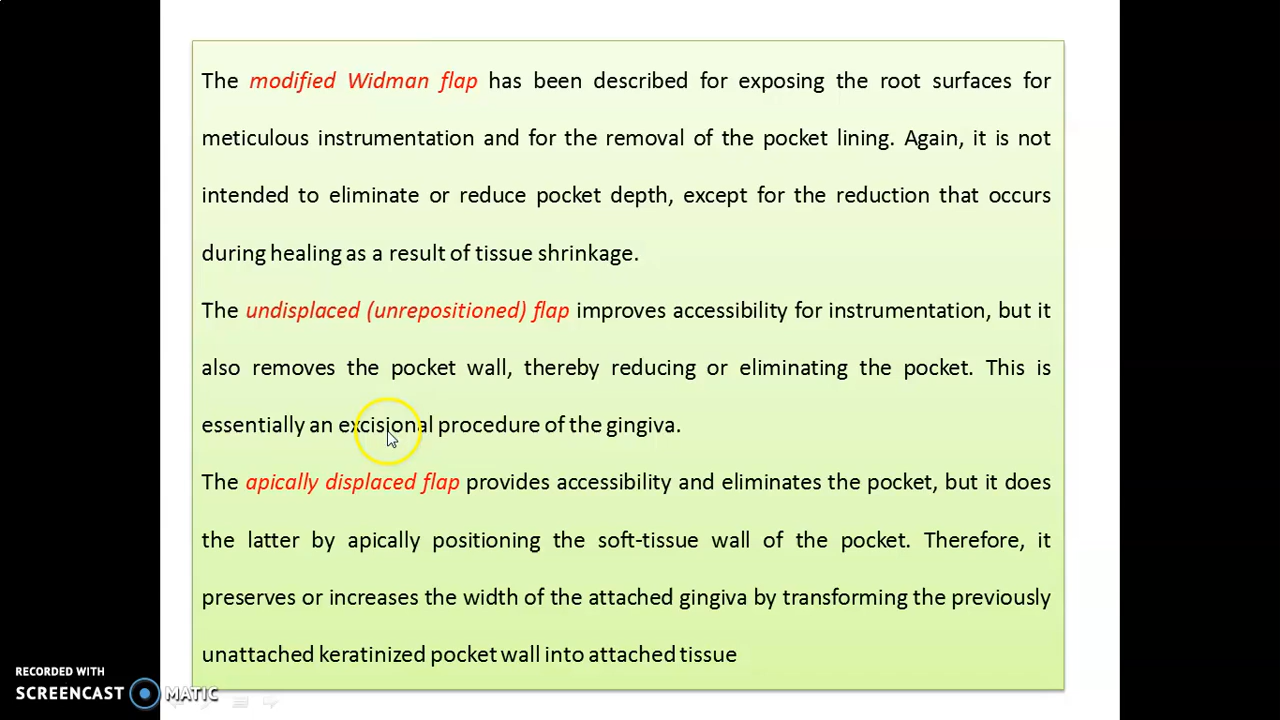 The modified Widman flap has been described for exposing the root surfaces for
meticulous instrumentation and for the removal of the pocket lining. Again, it is not
intended to eliminate or reduce pocket depth, except for the reduction that occurs
during healing as a result of tissue shrinkage.
The undisplaced (unrepositioned) flap improves accessibility for instrumentation, but it
also removes the pocket wall, thereby reducing or eliminating the pocket. This is
essentially an excisional procedure of the gingiva.
The apically displaced flap provides accessibility and eliminates the pocket, but it does
the latter by apically positioning the soft-tissue wall of the pocket. Therefore, it
preserves or increases the width of the attached gingiva by transforming the previously
unattached keratinized pocket wall into attached tissue
RECORDED WITH
SCREENCAST MATIC